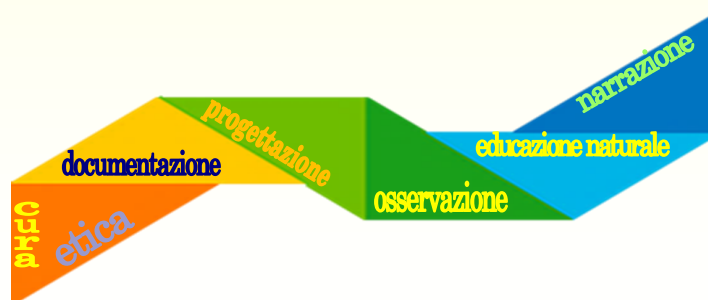 cura
etica
documentazione
progettazione
osservazione
educazione naturale
narrazione